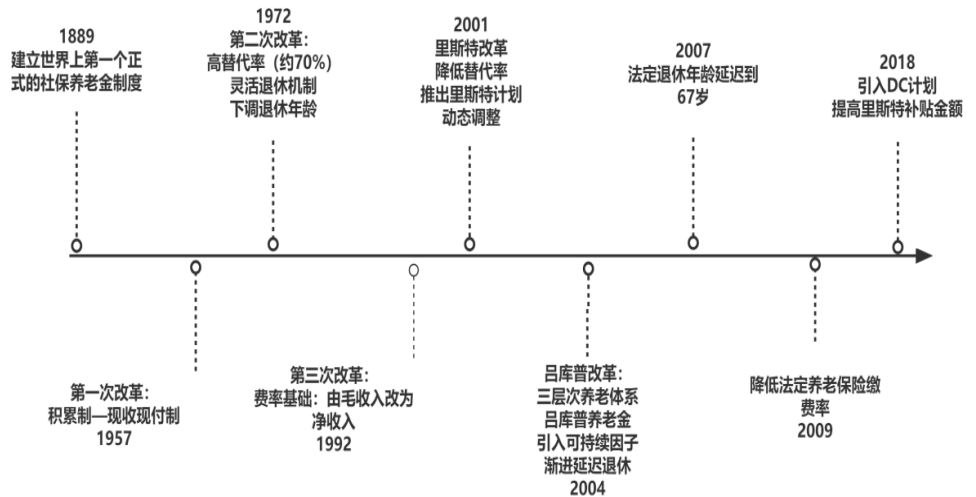 1889
建立世界上第一个正
式的社保养老金制度
1972
第二次改革：
高替代率（约70%）
灵活退休机制
下调退休年龄
2001
里斯特改革
降低替代率
推出里斯特计划
动态调整
2007
法定退休年龄延迟到
67岁
2018
引入DC计划
提高里斯特补贴金额
第一次改革：
积累制—现收现付制
1957
第三次改革：
费率基础：由毛收入改为
净收入
1992
吕库普改革：
三层次养老体系
吕库普养老金
引入可持续因子
渐进延迟退休
2004
降低法定养老保险缴
费率
2009